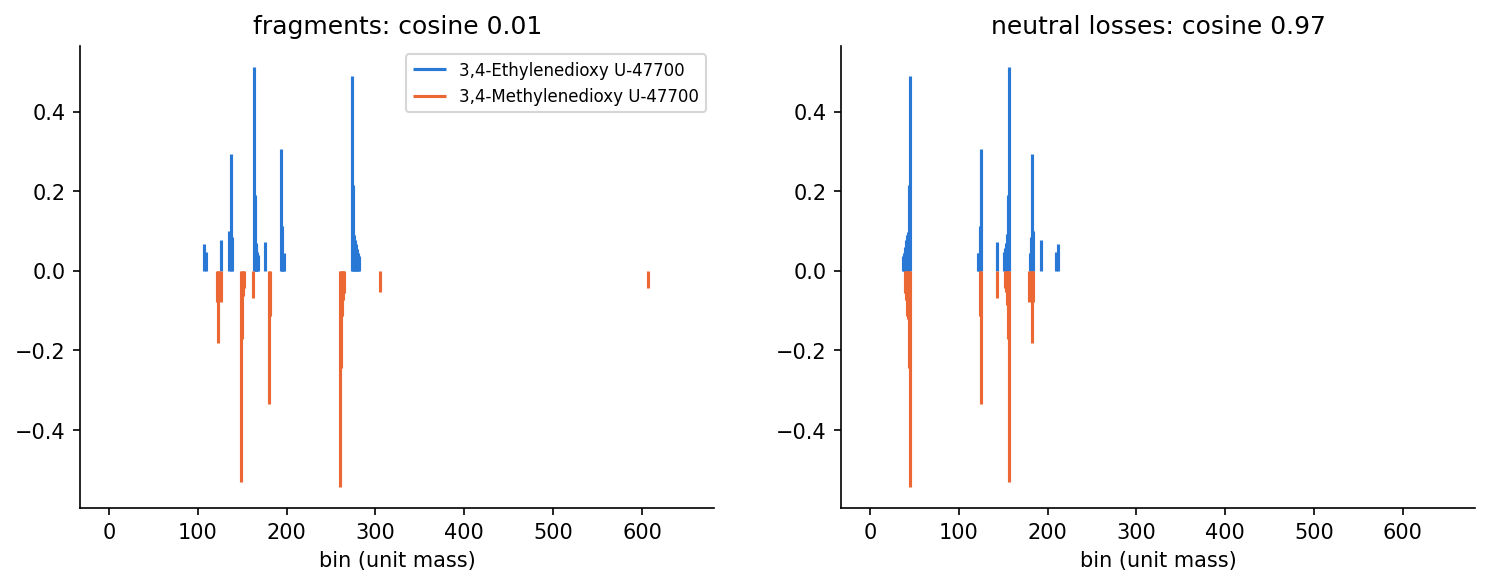 fragments: cosine 0.01
3,4-Ethylenedioxy U-47700
3,4-Methylenedioxy U-47700
0.4
0.2
0.0
−0.2
−0.4
0 100 200 300 400 500 600
bin (unit mass)
neutral losses: cosine 0.97
0.4
0.2
0.0
−0.2
−0.4
0 100 200 300 400 500 600
bin (unit mass)